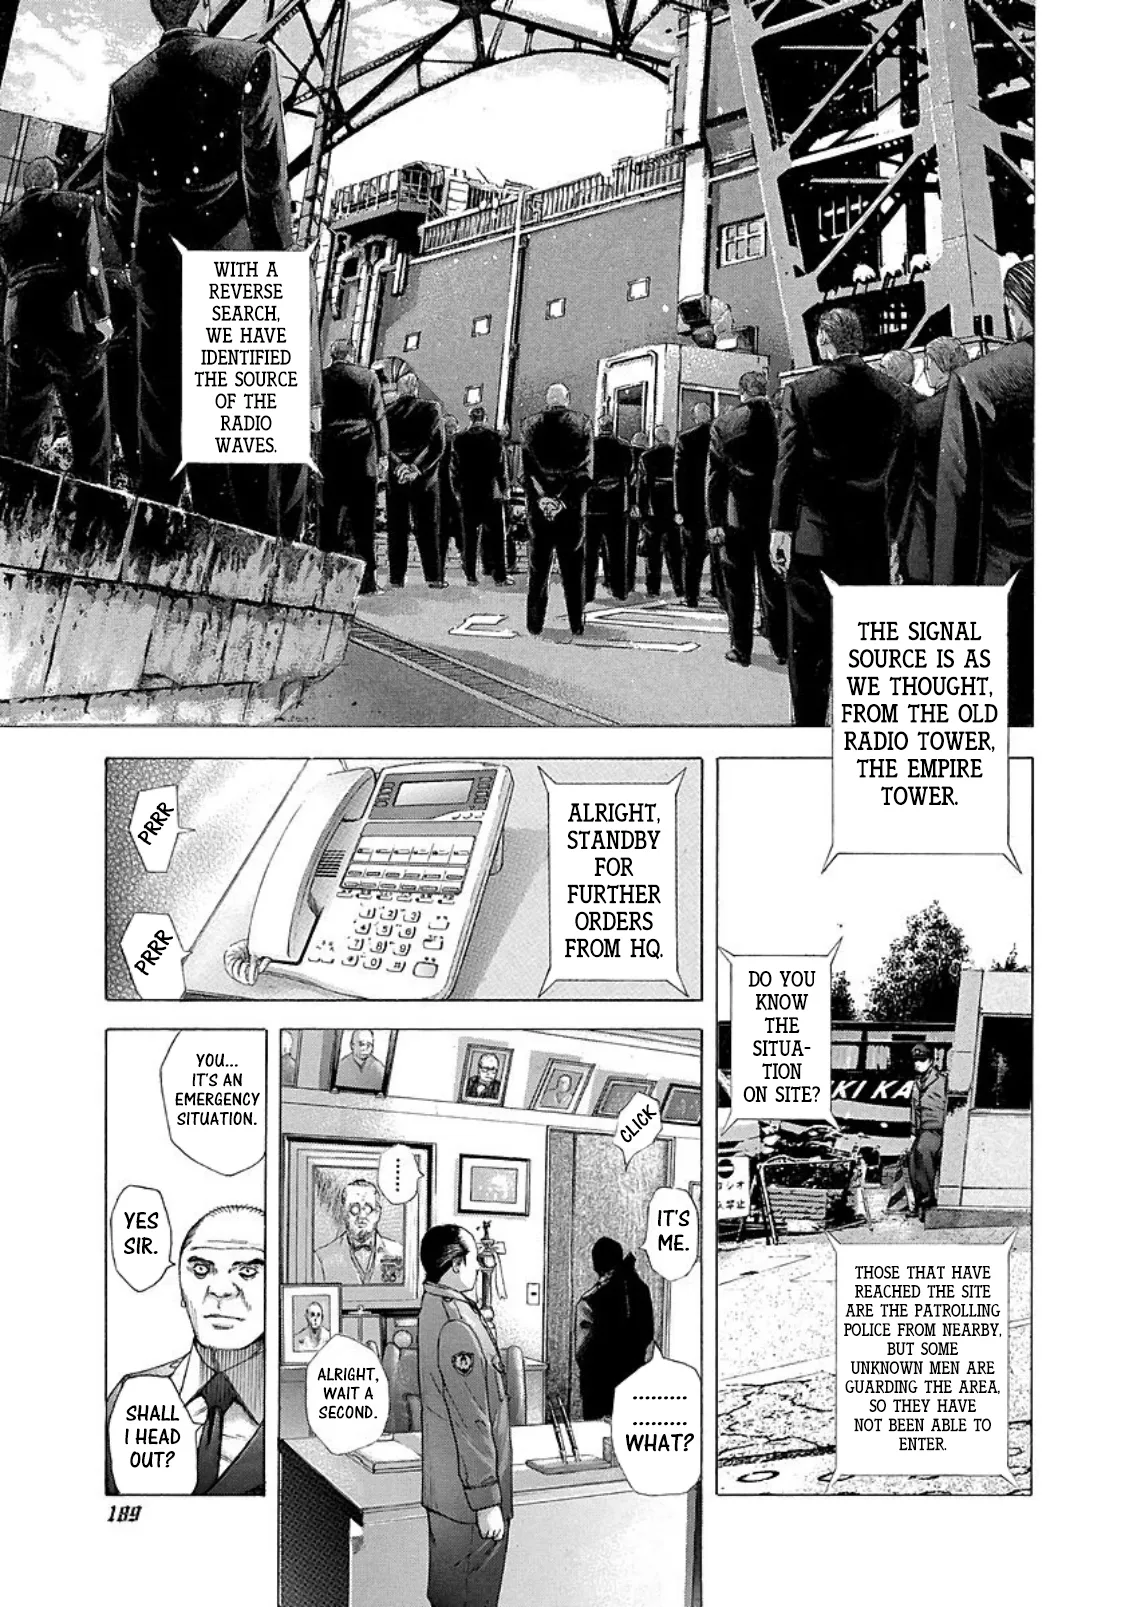 WITH A
REVERSE
SEARCH,
WE HAVE
IDENTIFIED
THE SOURCE
OF THE
RADIO
WAVES.
THE SIGNAL
SOURCE IS AS
WE THOUGHT,
FROM THE OLD
RADIO TOWER,
THE EMPIRE
TOWER.
DO YOU
KNOW
THE
SITUA-
TION
ON SITE?
KI KA
THOSE THAT HAVE
REACHED THE SITE
ARE THE PATROLLING
POLICE FROM NEARBY,
BUT SOME
UNKNOWN MEN ARE
GUARDING THE AREA,
SO THEY HAVE
NOT BEEN ABLE TO
ENTER.
ALRIGHT,
STANDBY
FOR
FURTHER
ORDERS
FROM HQ.
PRRR
PRRR
CLICK
IT'S
ME.
..........
..........
WHAT?
......
ALRIGHT,
WAIT A
SECOND.
YOU...
IT'S AN
EMERGENCY
SITUATION.
YES
SIR.
SHALL
I HEAD
OUT?
189